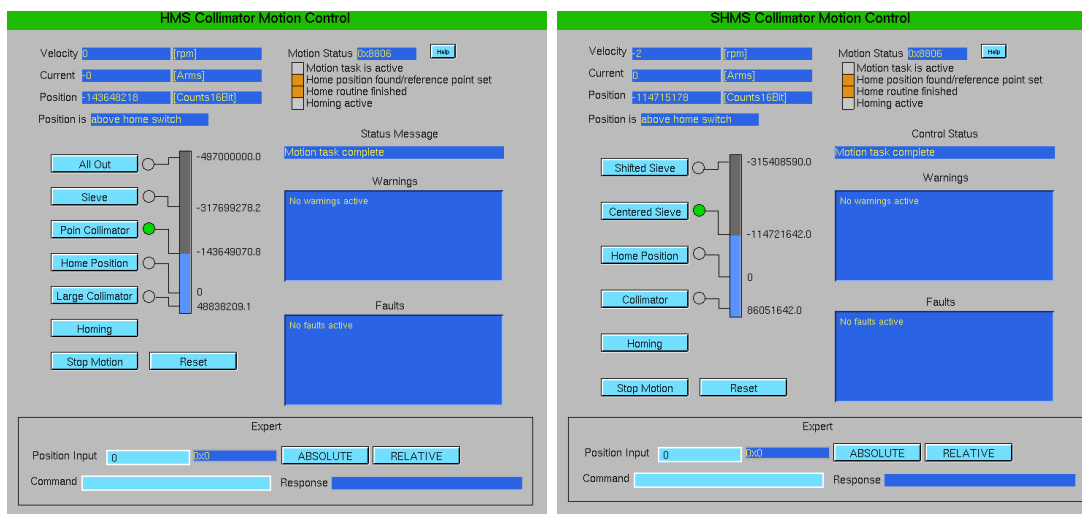 HMS Collimator Motion Control
Velocity 0 [rpm]
Motion Status 0x8806 Help
Motion task is active
Current -0 [Arms]
Home position found/reference point set
Home routine finished
Position -143648218 [Counts16Bit]
Homing active
Position is above home switch
Status Message
Motion task complete
All Out
-497000000.0
Warnings
No warnings active
Sieve
-317699278.2
Poin Collimator
-143649070.8
Home Position
0
Large Collimator
48838209.1
Faults
No faults active
Homing
Stop Motion Reset
Expert
Position Input 0 0x0 ABSOLUTE RELATIVE
Command Response
SHMS Collimator Motion Control
Velocity -2 [rpm]
Motion Status 0x8806 Help
Motion task is active
Current 0 [Arms]
Home position found/reference point set
Home routine finished
Position -114715178 [Counts16Bit]
Homing active
Position is above home switch
Control Status
Motion task complete
Shifted Sieve
-315408590.0
Warnings
No warnings active
Centered Sieve
-114721642.0
Home Position
0
Collimator
86051642.0
Faults
No faults active
Homing
Stop Motion Reset
Expert
Position Input 0 0x0 ABSOLUTE RELATIVE
Command Response